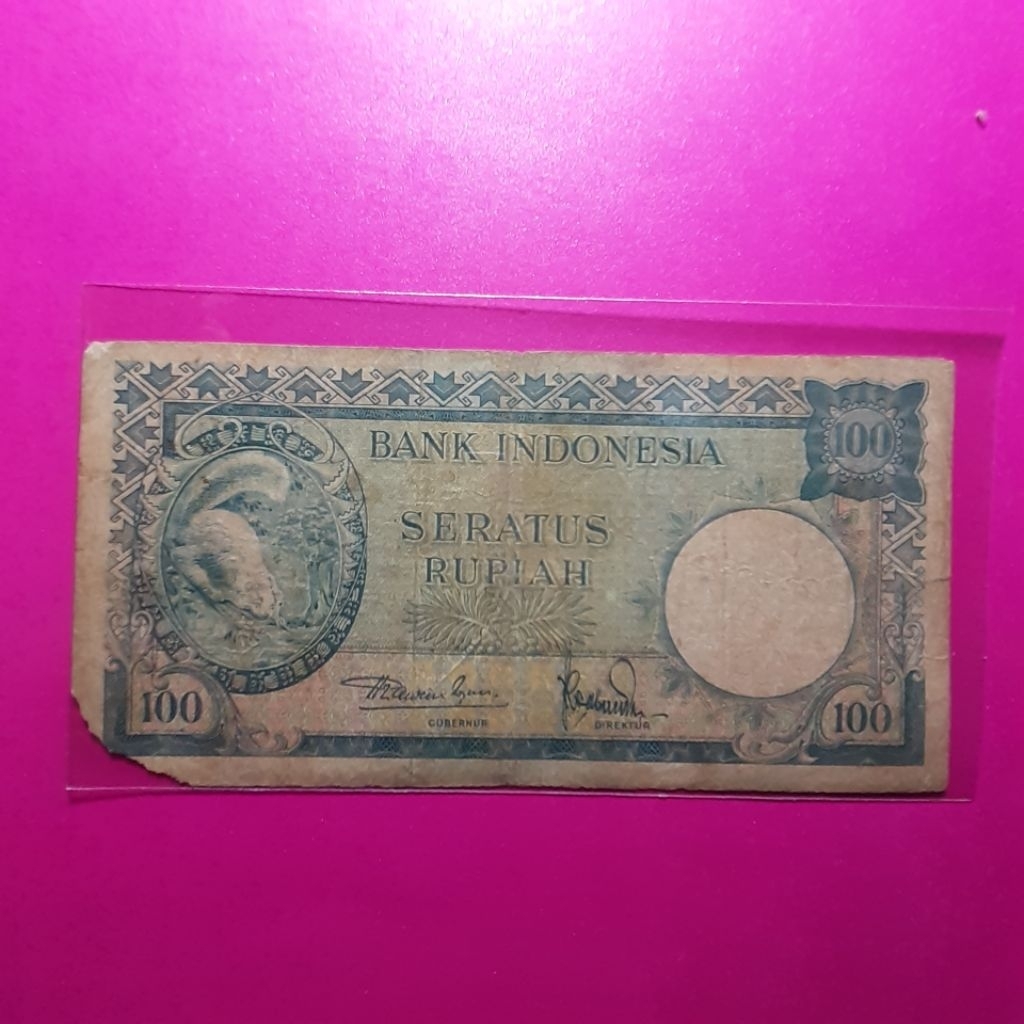 BANK INDONESIA
100
SERATUS
RUPIAH
GUBERNUR
DIREKTUR
100
100